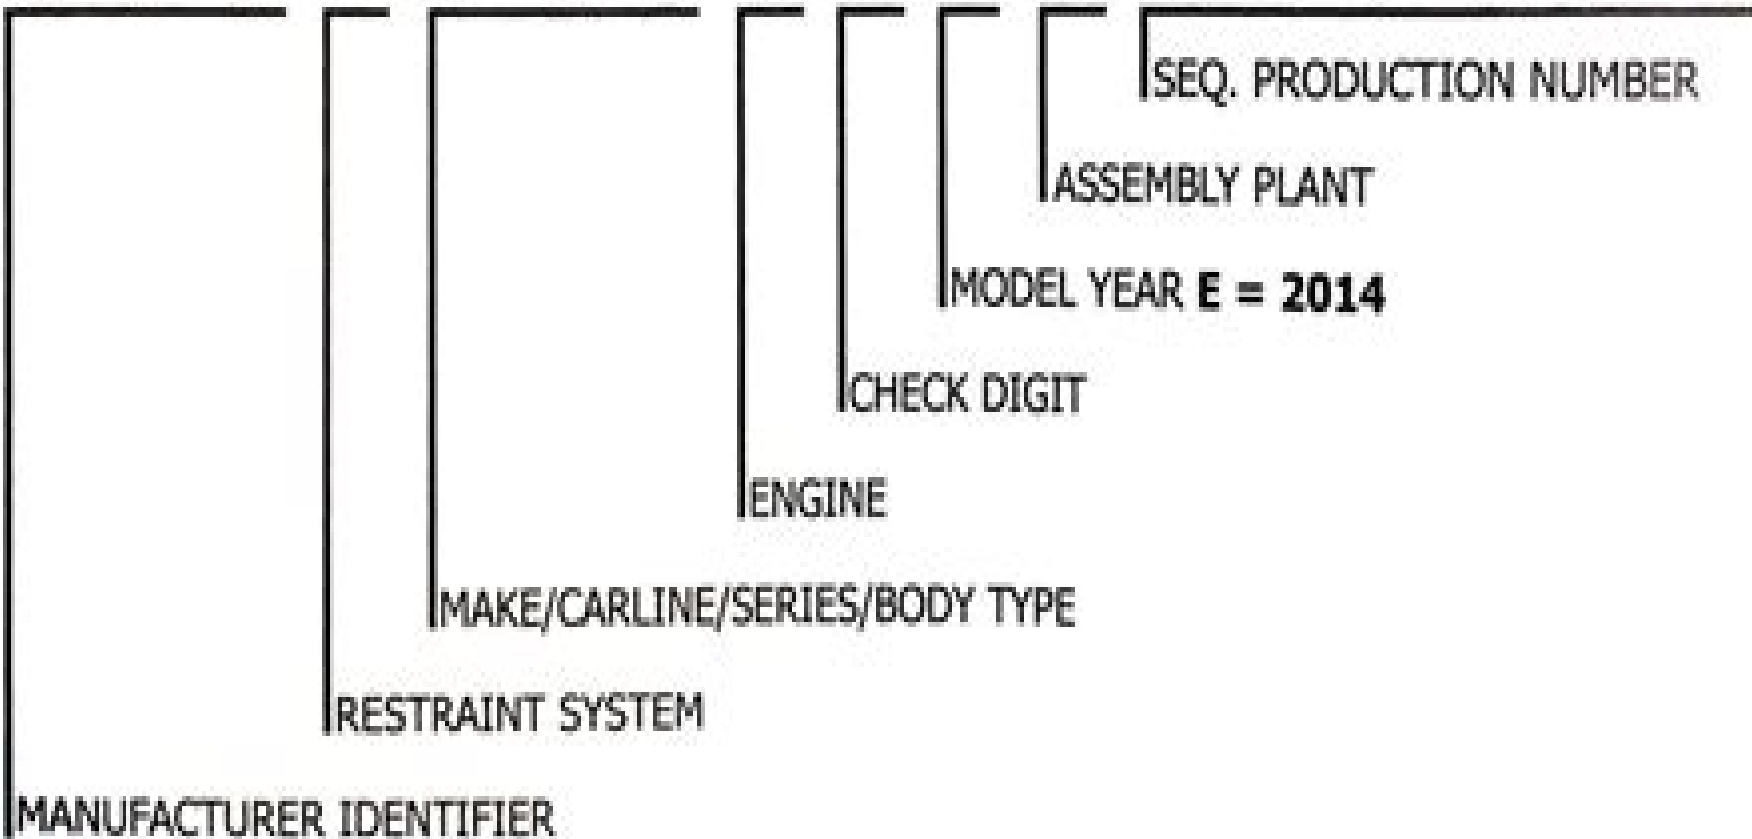 SEQ. PRODUCTION NUMBER
ASSEMBLY PLANT
MODEL YEAR E = 2014
CHECK DIGIT
ENGINE
MAKE/CARLINE/SERIES/BODY TYPE
RESTRAINT SYSTEM
MANUFACTURER IDENTIFIER